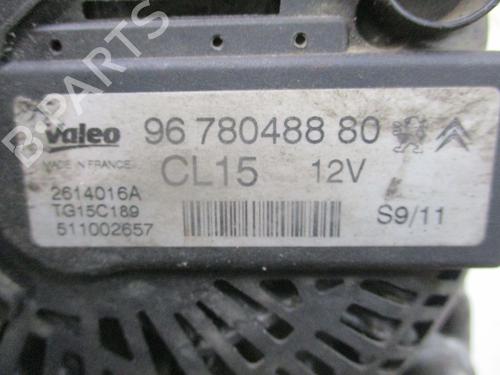 B-PARTS
Valeo 96 780488 80
MADE IN FRANCE
CL15 12V
2614016A
TG15C189
511002657
S9/11